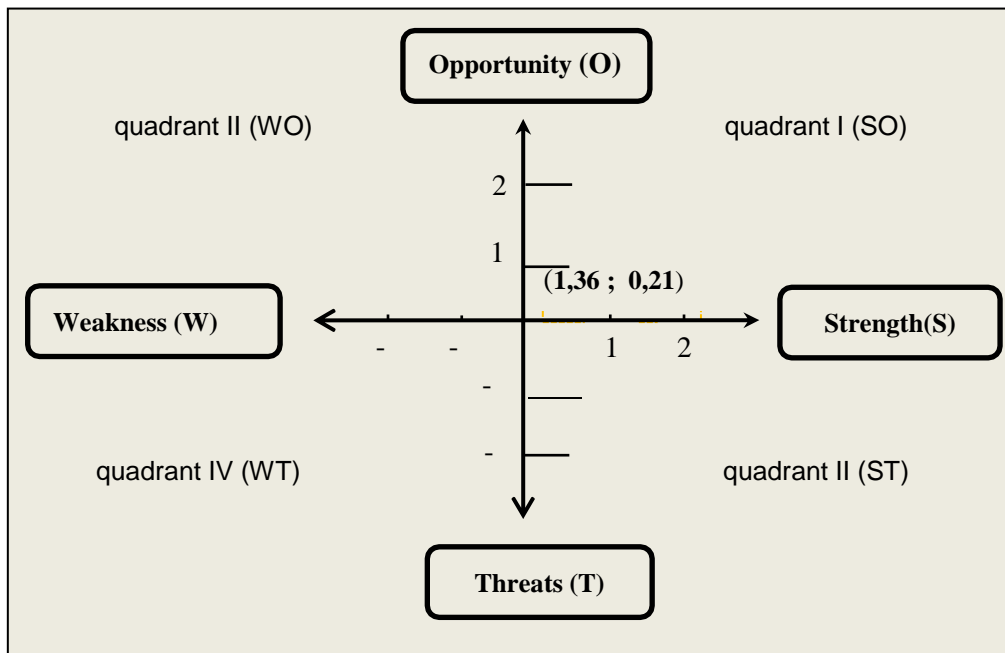 Opportunity (O)
quadrant II (WO)
quadrant I (SO)
2
1
(1,36 ; 0,21)
Weakness (W)
Strength(S)
- - 1 2
-
quadrant IV (WT)
-
quadrant II (ST)
Threats (T)